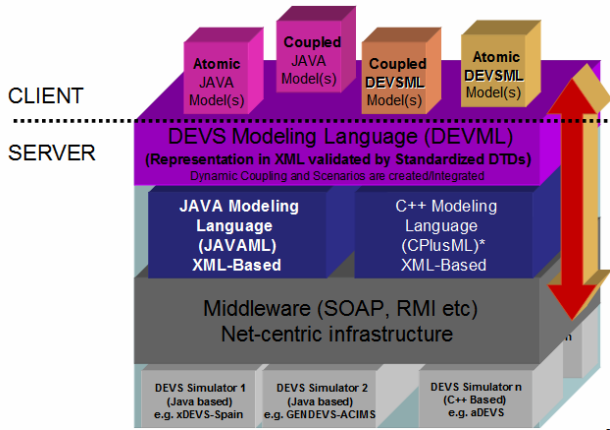 Coupled
JAVA
Model(s)
Atomic
JAVA
Model(s)
Coupled
DEVSML
Model(s)
Atomic
DEVSML
Model(s)
CLIENT
SERVER
DEVS Modeling Language (DEVML)
(Representation in XML validated by Standardized DTDs)
Dynamic Coupling and Scenarios are created/integrated
JAVA Modeling
Language
(JAVAML)
XML-Based
C++ Modeling
Language
(CPlusML)*
XML-Based
Middleware (SOAP, RMI etc)
Net-centric infrastructure
DEVS Simulator 1
(Java based)
e.g. xDEVS-Spain
DEVS Simulator 2
(Java based)
e.g. GENDEVS-ACIMS
DEVS Simulator n
(C++ Based)
e.g. aDEVS